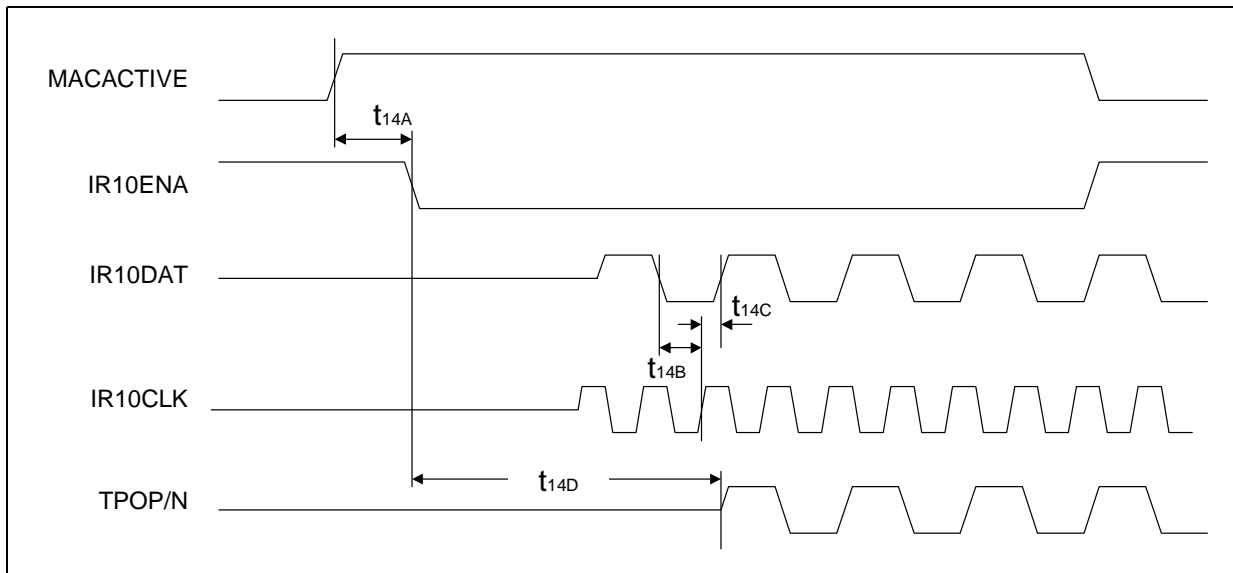 MACACTIVE
t14A
IR10ENA
IR10DAT
t14C
t14B
IR10CLK
t14D
TPOP/N